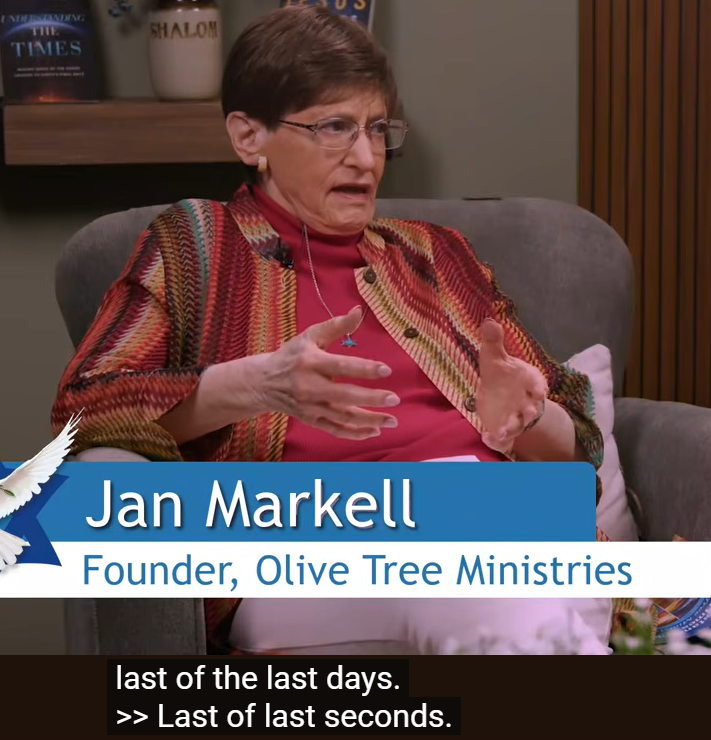 UNDERSTANDING
THE
TIMES
SHALOM
JESUS
Jan Markell
Founder, Olive Tree Ministries
last of the last days.
>> Last of last seconds.